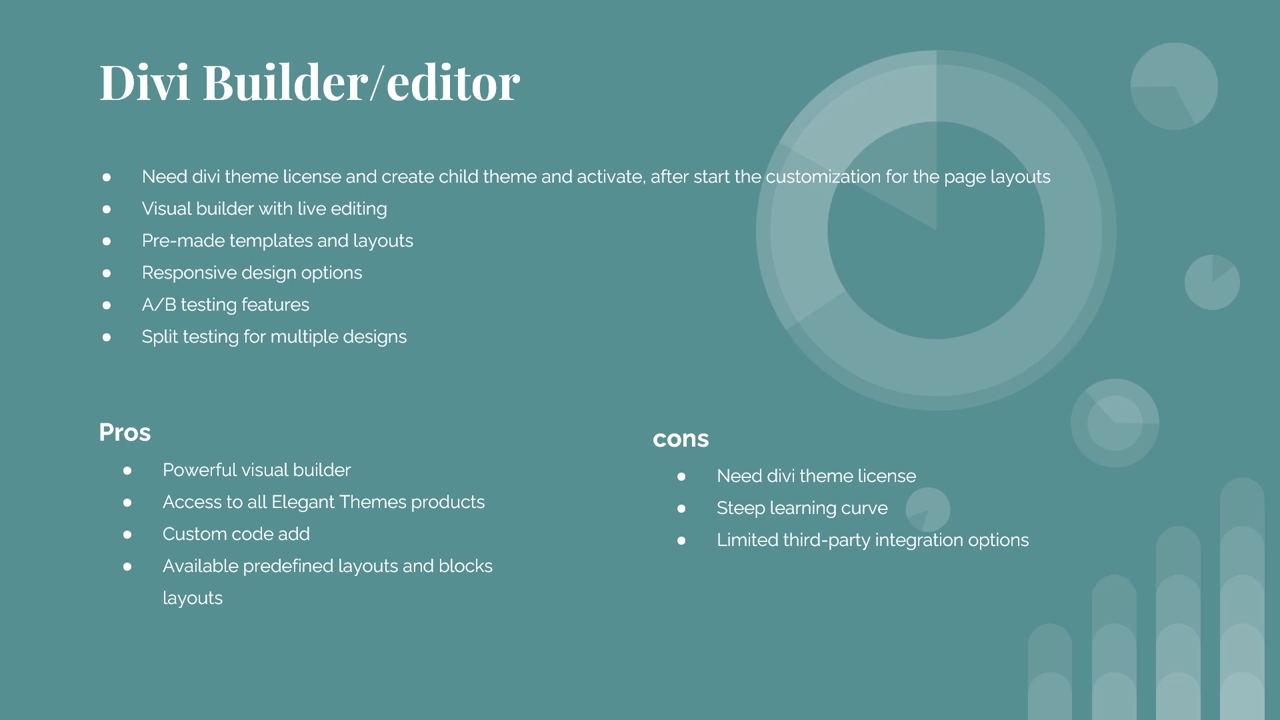 Divi Builder/editor
● Need divi theme license and create child theme and activate, after start the customization for the page layouts
● Visual builder with live editing
● Pre-made templates and layouts
● Responsive design options
● A/B testing features
● Split testing for multiple designs
Pros
● Powerful visual builder
● Access to all Elegant Themes products
● Custom code add
● Available predefined layouts and blocks
layouts
cons
● Need divi theme license
● Steep learning curve
● Limited third-party integration options